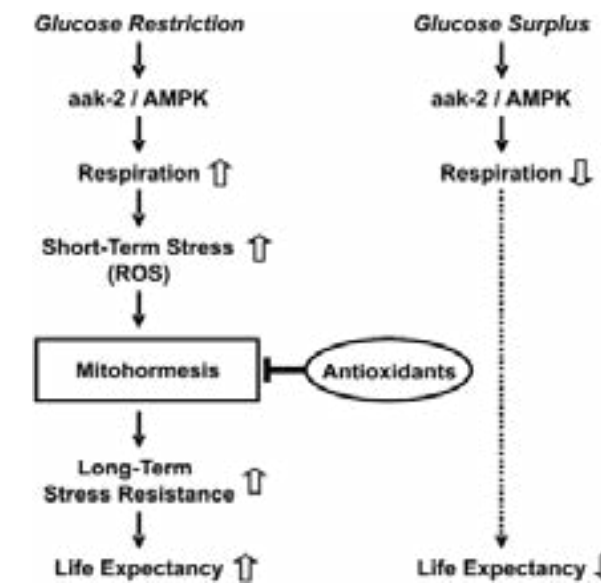 Glucose Restriction
Glucose Surplus
aak-2 / AMPK
aak-2 / AMPK
Respiration
Respiration
Short-Term Stress
(ROS)
Mitohormesis
Antioxidants
Long-Term
Stress Resistance
Life Expectancy
Life Expectancy